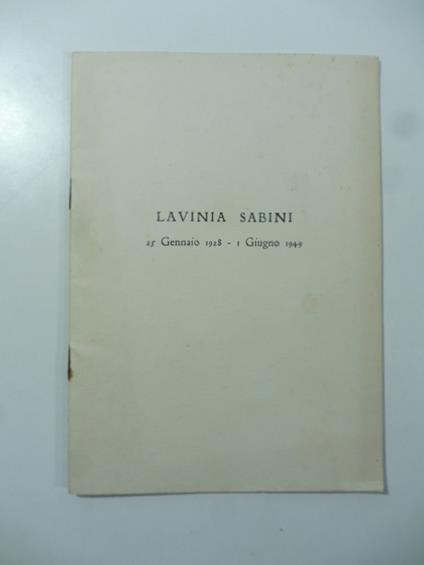 LAVINIA SABINI
25 Gennaio 1928 - 1 Giugno 1949